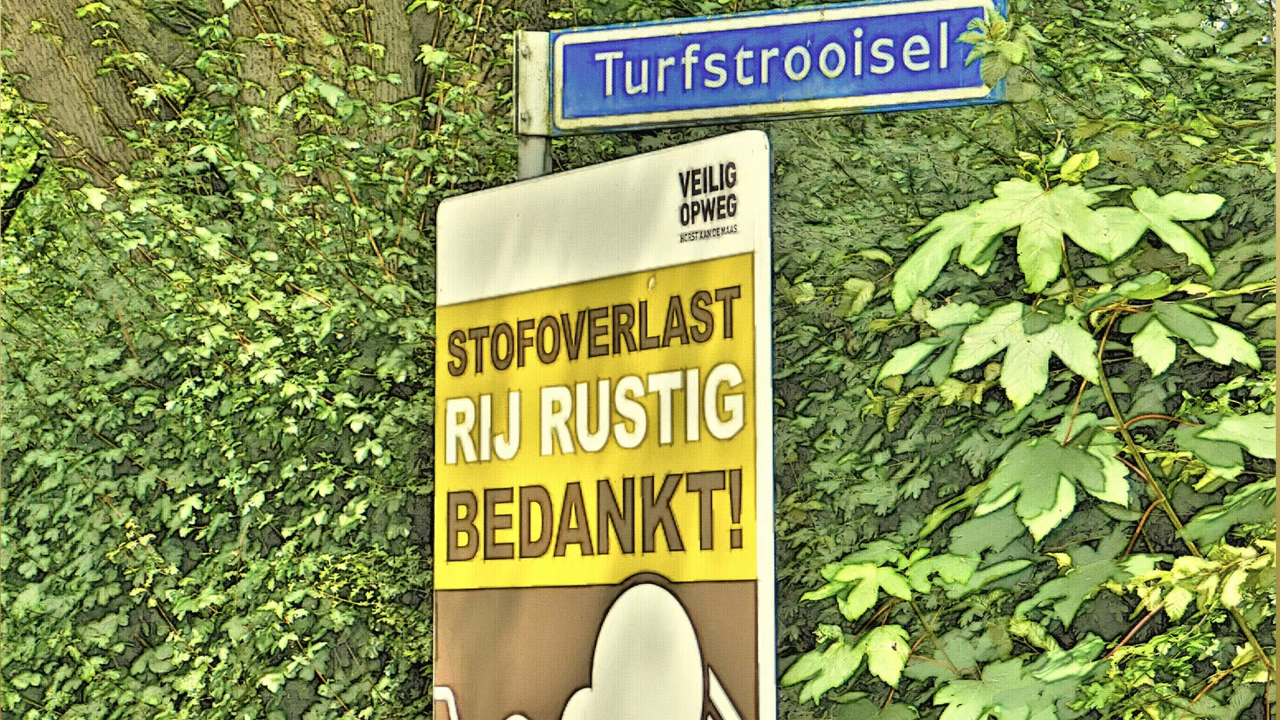 Turfstrooisel
VEILIG
OPWEG
HORST AAN DE MAAS
STOFOVERLAST
RIJ RUSTIG
BEDANKT!